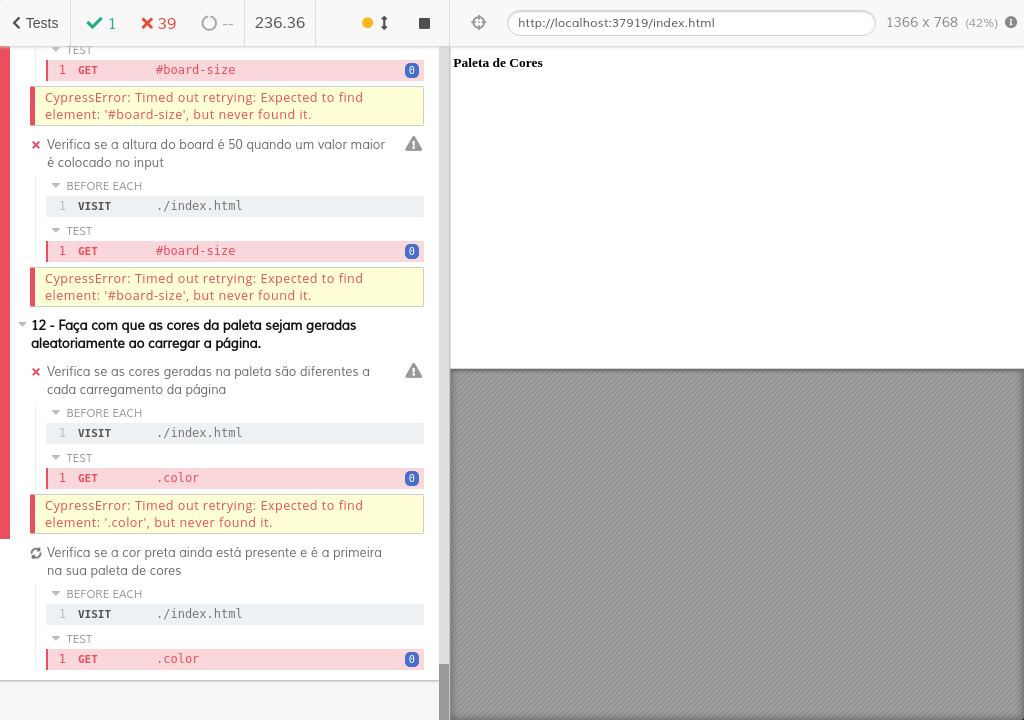 Tests
1
39
--
236.36
http://localhost:37919/index.html
1366 x 768 (42%)
TEST
1 GET #board-size 0
CypressError: Timed out retrying: Expected to find
element: '#board-size', but never found it.
Verifica se a altura do board é 50 quando um valor maior
é colocado no input
BEFORE EACH
1 VISIT ./index.html
TEST
1 GET #board-size 0
CypressError: Timed out retrying: Expected to find
element: '#board-size', but never found it.
12 - Faça com que as cores da paleta sejam geradas
aleatoriamente ao carregar a página.
Verifica se as cores geradas na paleta são diferentes a
cada carregamento da página
BEFORE EACH
1 VISIT ./index.html
TEST
1 GET .color 0
CypressError: Timed out retrying: Expected to find
element: '.color', but never found it.
Verifica se a cor preta ainda está presente e é a primeira
na sua paleta de cores
BEFORE EACH
1 VISIT ./index.html
TEST
1 GET .color 0
Paleta de Cores